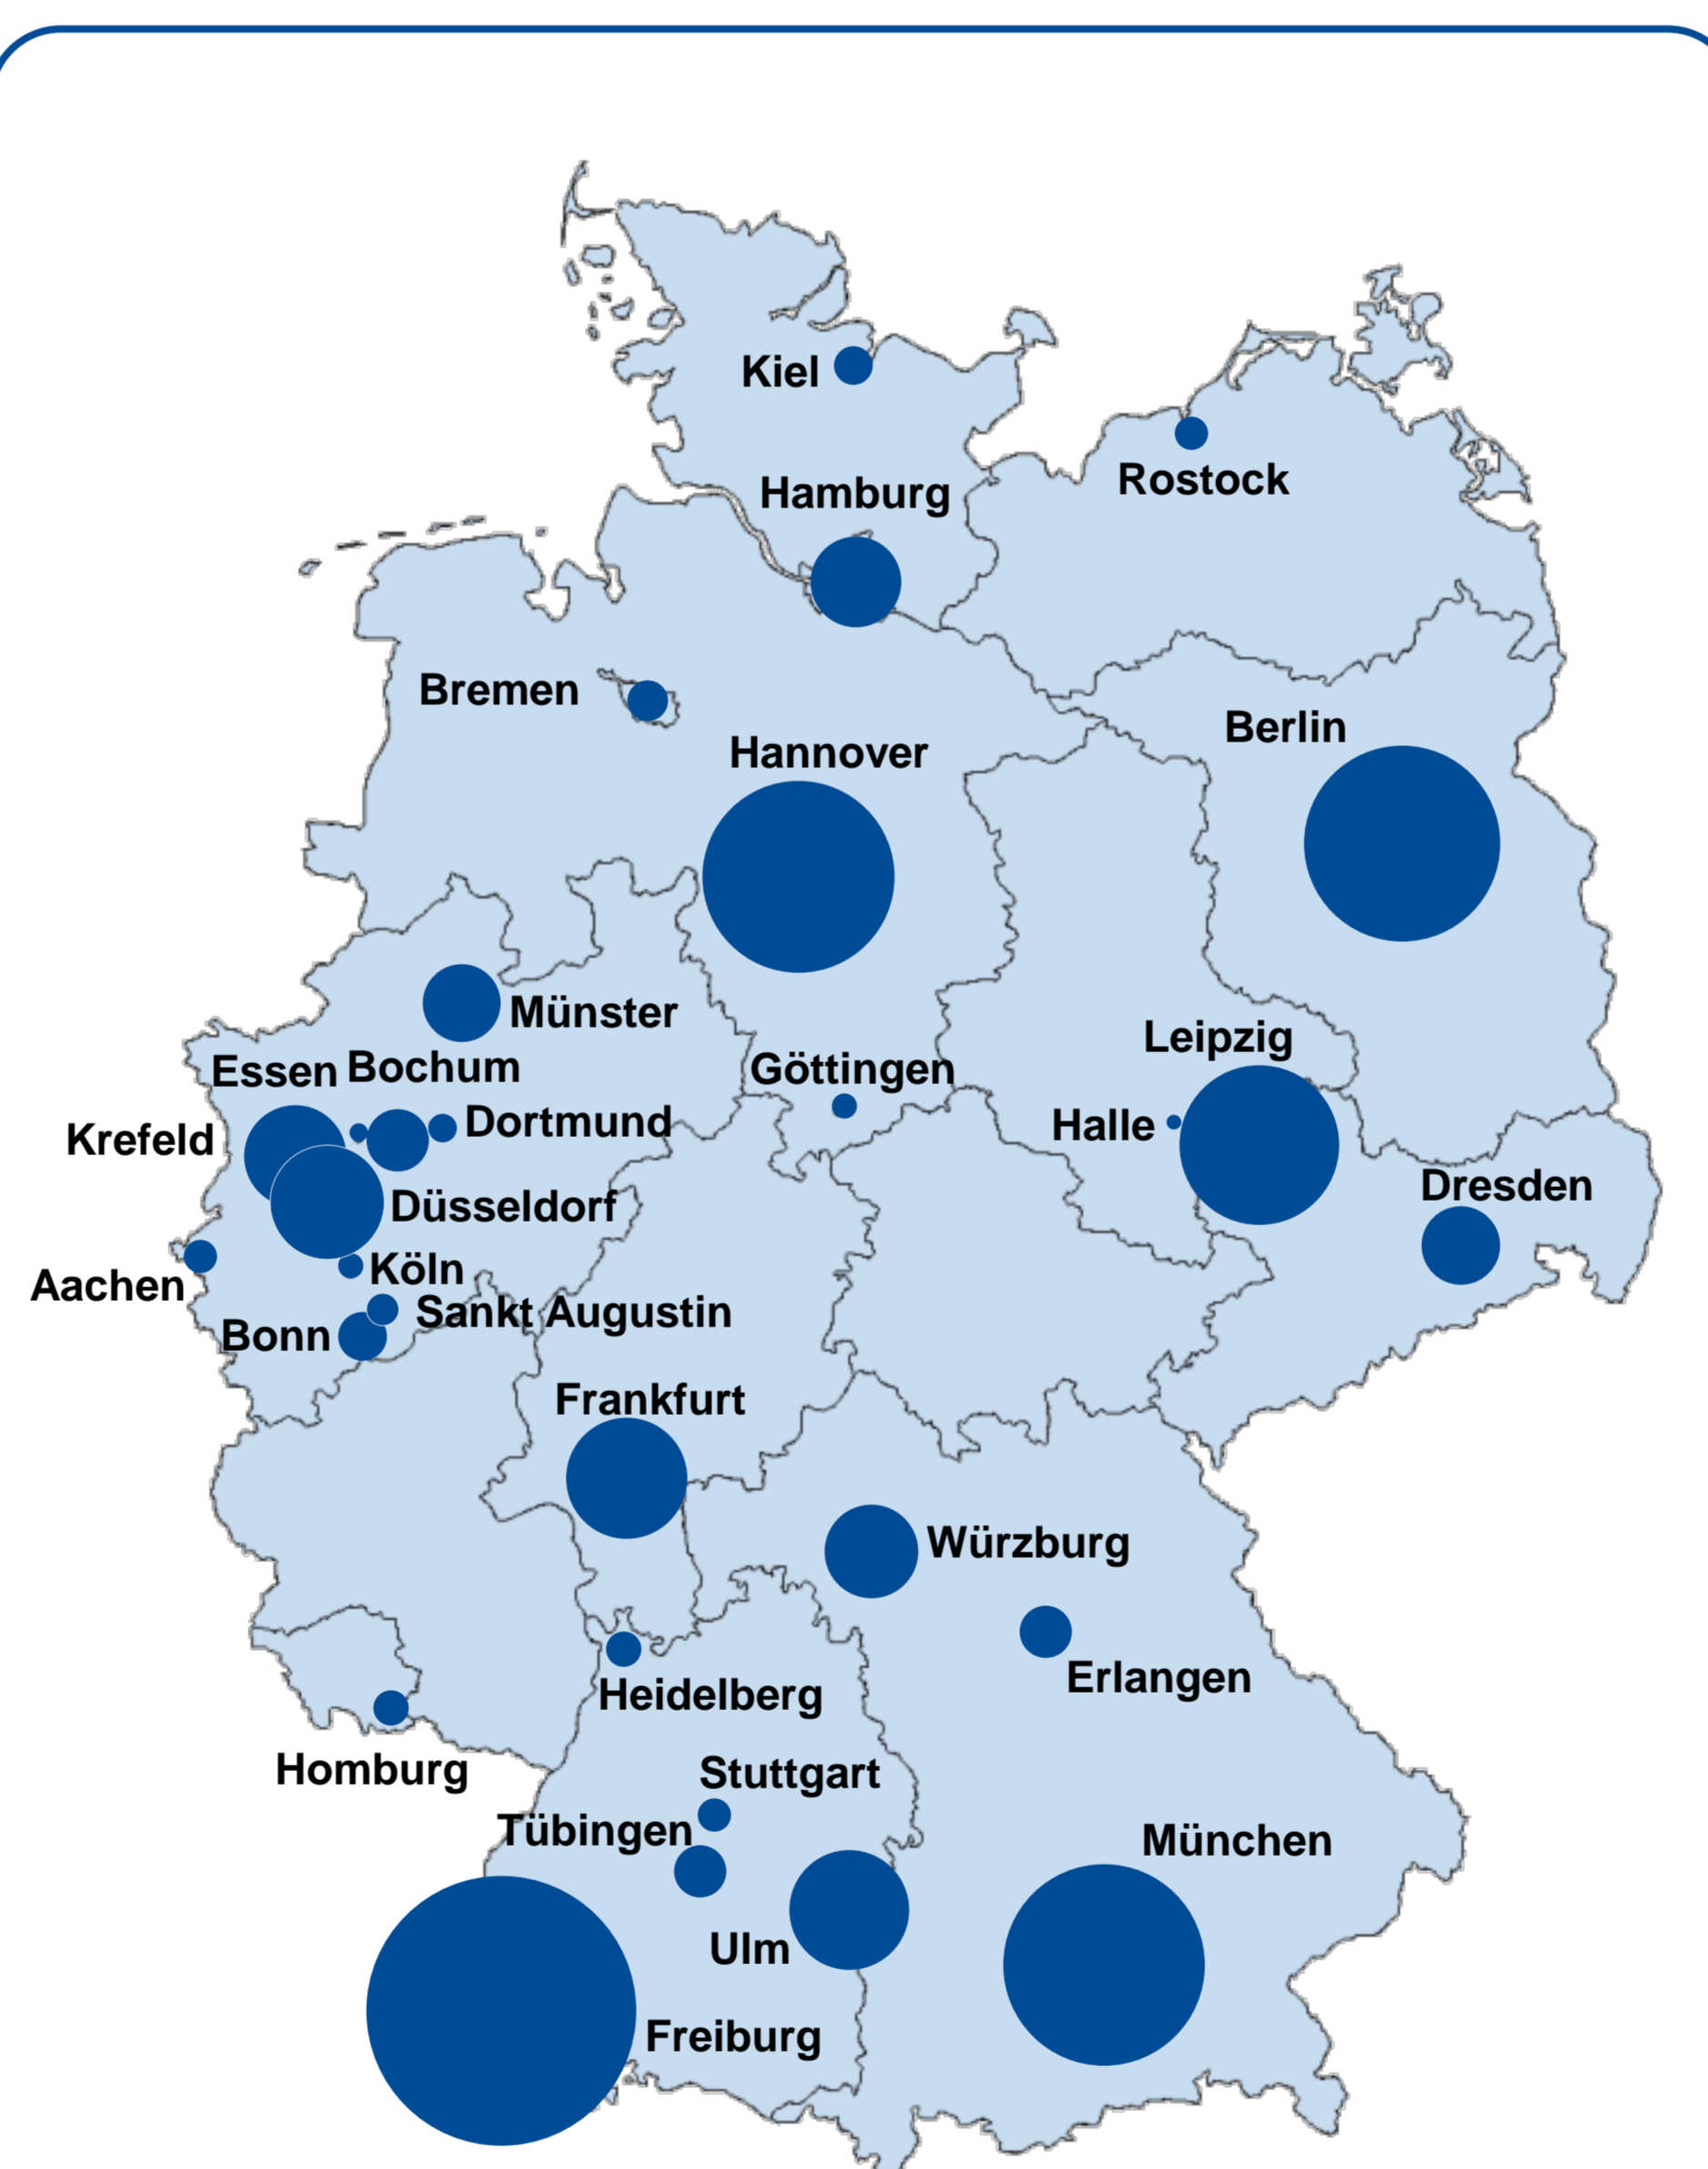 Kiel
Rostock
Hamburg
Bremen
Berlin
Hannover
Münster
Leipzig
Essen Bochum
Göttingen
Dortmund
Halle
Krefeld
Dresden
Düsseldorf
Köln
Aachen
Sankt Augustin
Bonn
Frankfurt
Würzburg
Erlangen
Heidelberg
Homburg
Stuttgart
Tübingen
München
Ulm
Freiburg